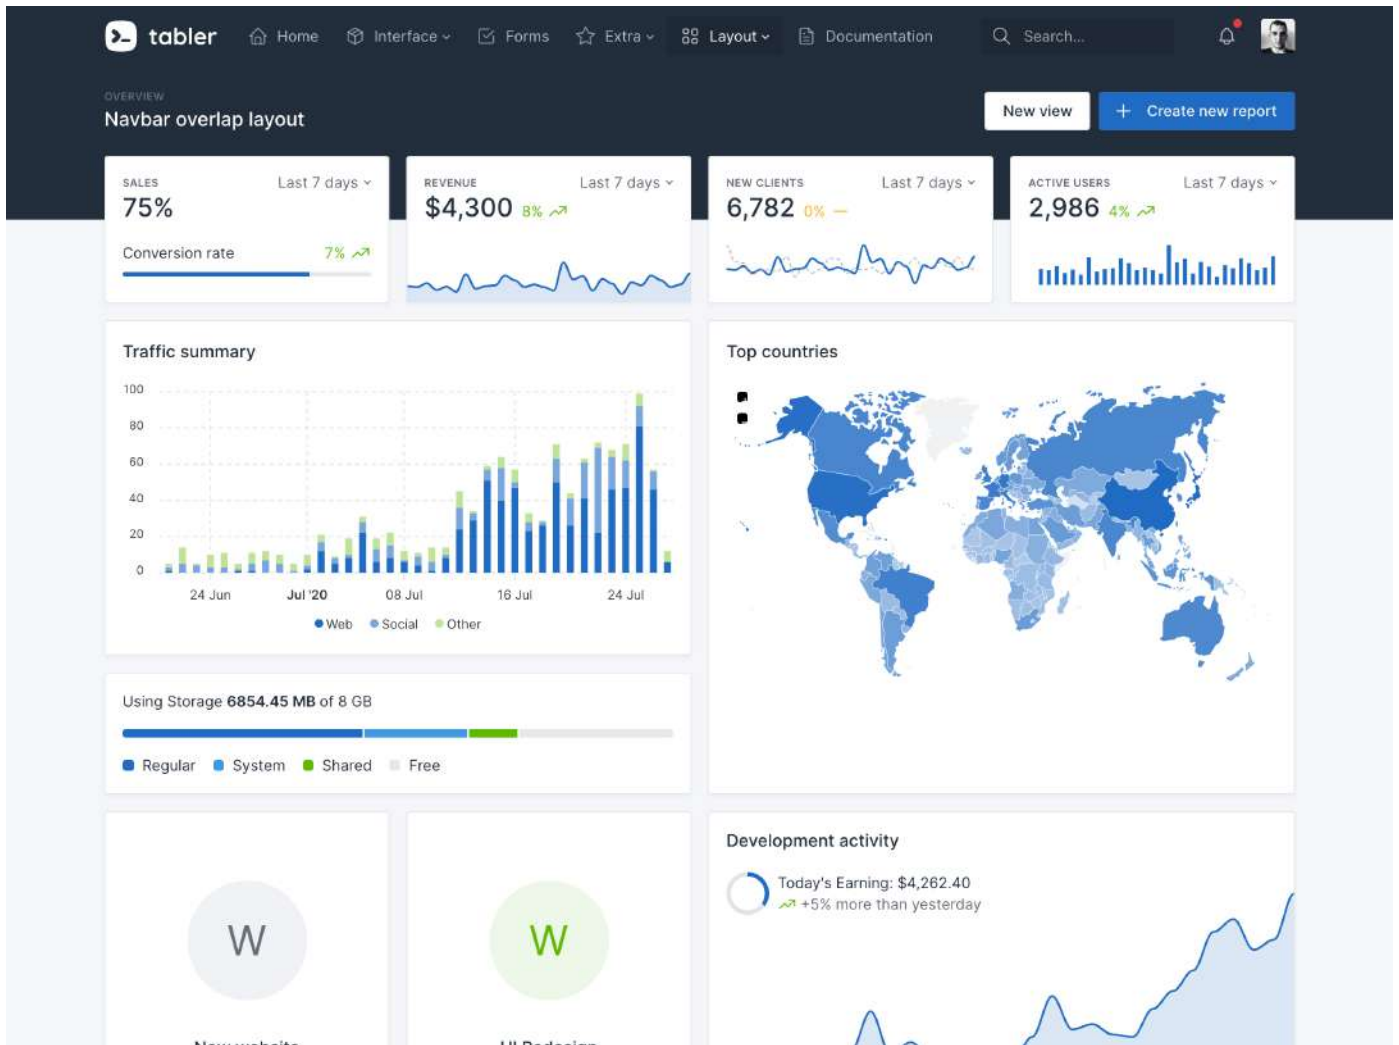 tabler Home Interface Forms Extra Layout Documentation Search...
OVERVIEW
Navbar overlap layout
New view + Create new report
SALES Last 7 days
75%
Conversion rate 7%
REVENUE Last 7 days
$4,300 8%
NEW CLIENTS Last 7 days
6,782 0% —
ACTIVE USERS Last 7 days
2,986 4%
Traffic summary
100
80
60
40
20
0
24 Jun Jul '20 08 Jul 16 Jul 24 Jul
Web Social Other
Top countries
Using Storage 6854.45 MB of 8 GB
Regular System Shared Free
W
New website
W
UI Redesign
Development activity
Today's Earning: $4,262.40
+5% more than yesterday